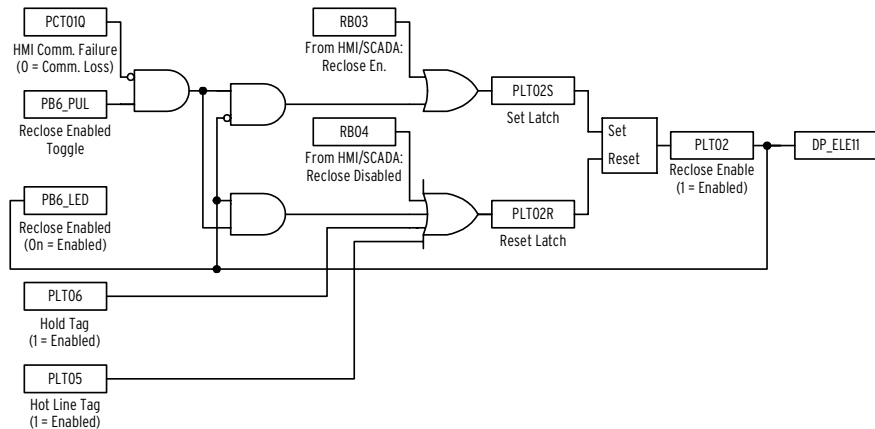 PCT01Q
HMI Comm. Failure
(0 = Comm. Loss)
PB6_PUL
Reclose Enabled
Toggle
PB6_LED
Reclose Enabled
(On = Enabled)
PLT06
Hold Tag
(1 = Enabled)
PLT05
Hot Line Tag
(1 = Enabled)
RB03
From HMI/SCADA:
Reclose En.
RB04
From HMI/SCADA:
Reclose Disabled
PLT02S
Set Latch
PLT02R
Reset Latch
Set
Reset
PLT02
Reclose Enable
(1 = Enabled)
DP_ELE11